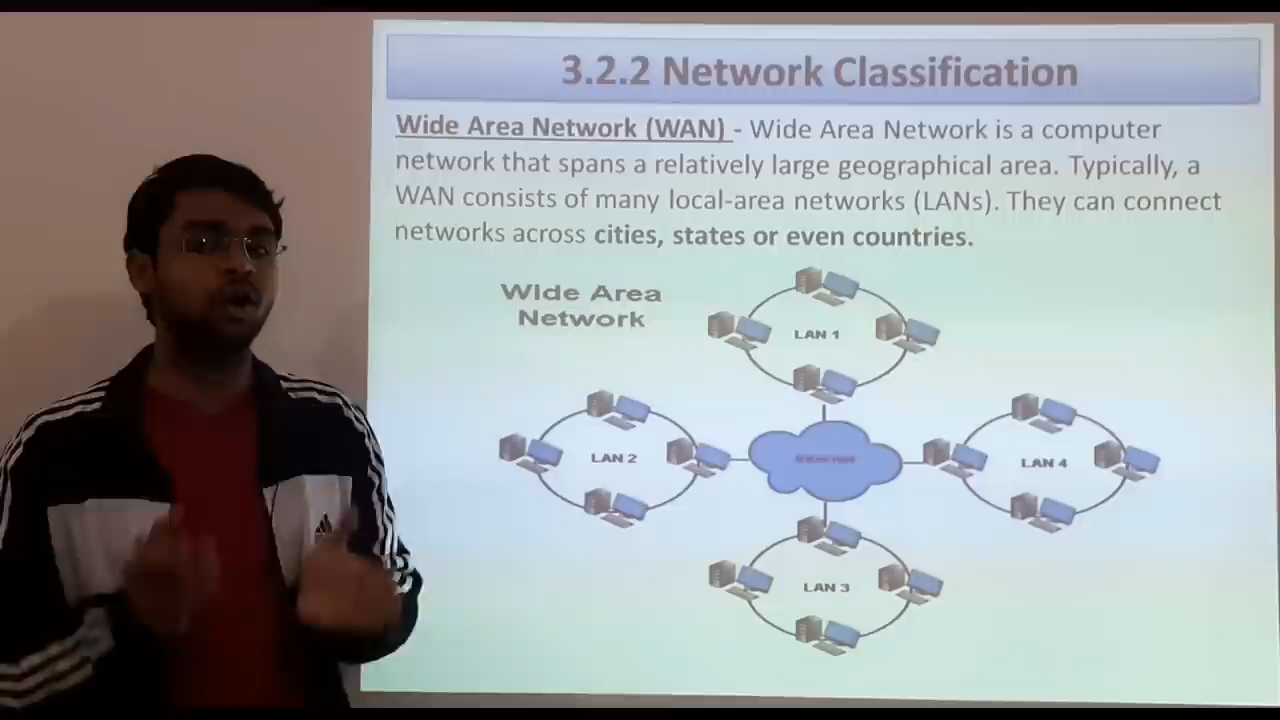 3.2.2 Network Classification
Wide Area Network (WAN) - Wide Area Network is a computer
network that spans a relatively large geographical area. Typically, a
WAN consists of many local-area networks (LANs). They can connect
networks across cities, states or even countries.
Wide Area
Network
LAN 1
LAN 2
LAN 4
LAN 3